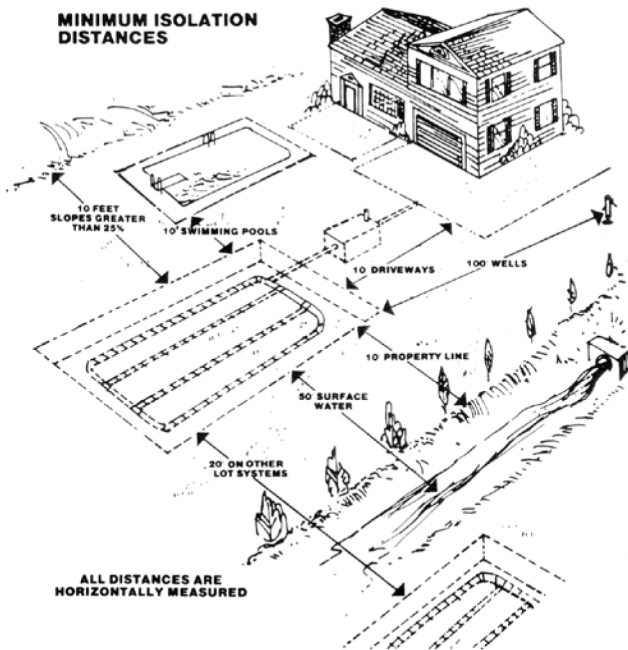 MINIMUM ISOLATION
DISTANCES
10 FEET
SLOPES GREATER
THAN 25%
10' SWIMMING POOLS
10' DRIVEWAYS
100' WELLS
10' PROPERTY LINE
50' SURFACE
WATER
20' ON OTHER
LOT SYSTEMS
ALL DISTANCES ARE
HORIZONTALLY MEASURED